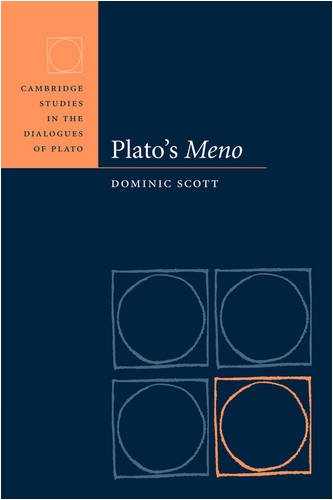 CAMBRIDGE
STUDIES
IN THE
DIALOGUES
OF PLATO
Plato's Meno
DOMINIC SCOTT